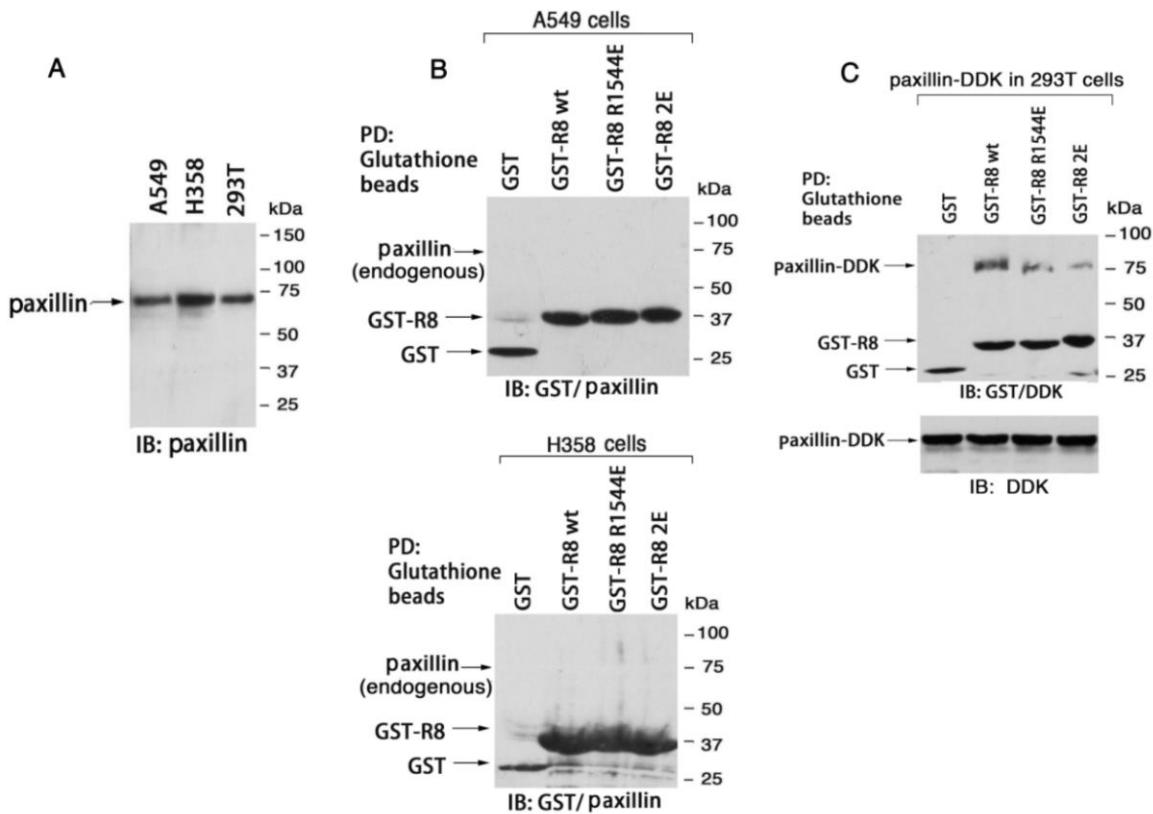 A
A549
H358
293T
kDa
150
100
75
50
37
25
paxillin
IB: paxillin
B
A549 cells
PD:
Glutathione
beads
GST
GST-R8 wt
GST-R8 R1544E
GST-R8 2E
kDa
100
75
50
37
25
paxillin
(endogenous)
GST-R8
GST
IB: GST/paxillin
H358 cells
PD:
Glutathione
beads
GST
GST-R8 wt
GST-R8 R1544E
GST-R8 2E
kDa
100
75
50
37
25
paxillin
(endogenous)
GST-R8
GST
IB: GST/paxillin
C
paxillin-DDK in 293T cells
PD:
Glutathione
beads
GST
GST-R8 wt
GST-R8 R1544E
GST-R8 2E
kDa
100
75
50
37
25
paxillin-DDK
GST-R8
GST
IB: GST/DDK
paxillin-DDK
IB: DDK